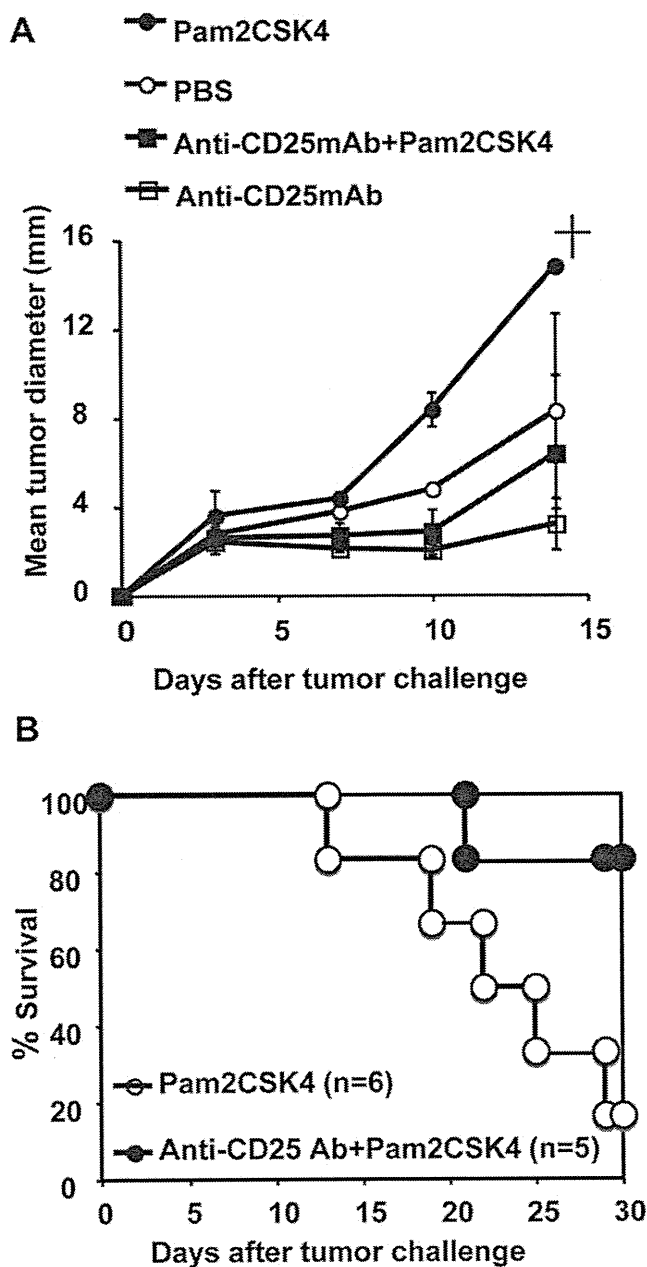 A
Pam2CSK4
PBS
Anti-CD25mAb+Pam2CSK4
Anti-CD25mAb
Mean tumor diameter (mm)
16
12
8
4
0
0 5 10 15
Days after tumor challenge
B
% Survival
100
80
60
40
20
0
Pam2CSK4 (n=6)
Anti-CD25 Ab+Pam2CSK4 (n=5)
0 5 10 15 20 25 30
Days after tumor challenge